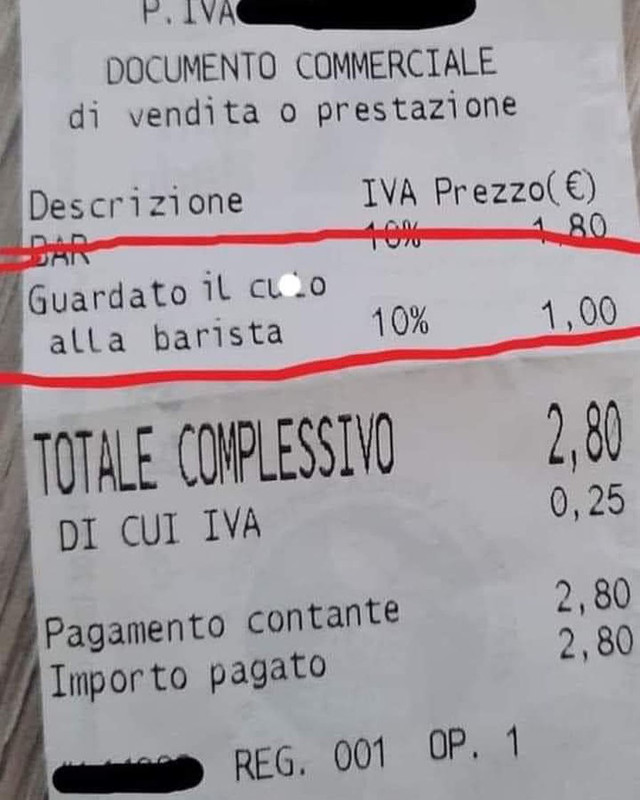 P.IVA
DOCUMENTO COMMERCIALE
di vendita o prestazione
Descrizione IVA Prezzo(€)
BAR 10% 1,80
Guardato il cu lo
alla barista 10% 1,00
TOTALE COMPLESSIVO 2,80
DI CUI IVA 0,25
Pagamento contante 2,80
Importo pagato 2,80
REG. 001 OP. 1